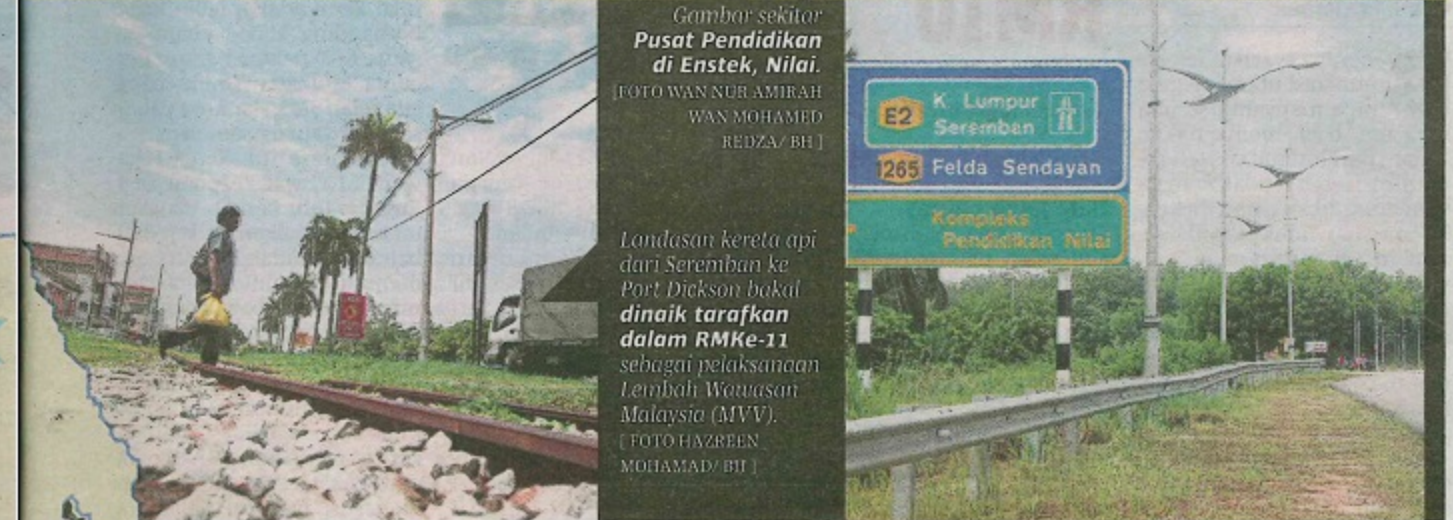 Gambar sekitar
Pusat Pendidikan
di Enstek, Nilai.
[FOTO WAN NUR AMIRAH
WAN MOHAMED
REDZA/ BH ]
Landasan kereta api
dari Seremban ke
Port Dickson bakal
dinaik tarafkan
dalam RMKe-11
sebagai pelaksanaan
Lembah Wawasan
Malaysia (MVV).
[ FOTO HAZREEN
MOHAMAD/ BH ]
E2
K Lumpur
Seremban
1265 Felda Sendayan
Kompleks
Pendidikan Nilai